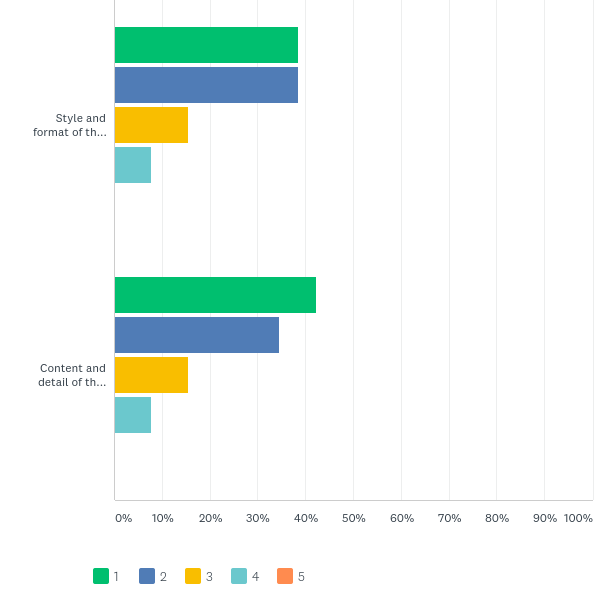 Style and
format of th...
Content and
detail of th...
0% 10% 20% 30% 40% 50% 60% 70% 80% 90% 100%
1 2 3 4 5